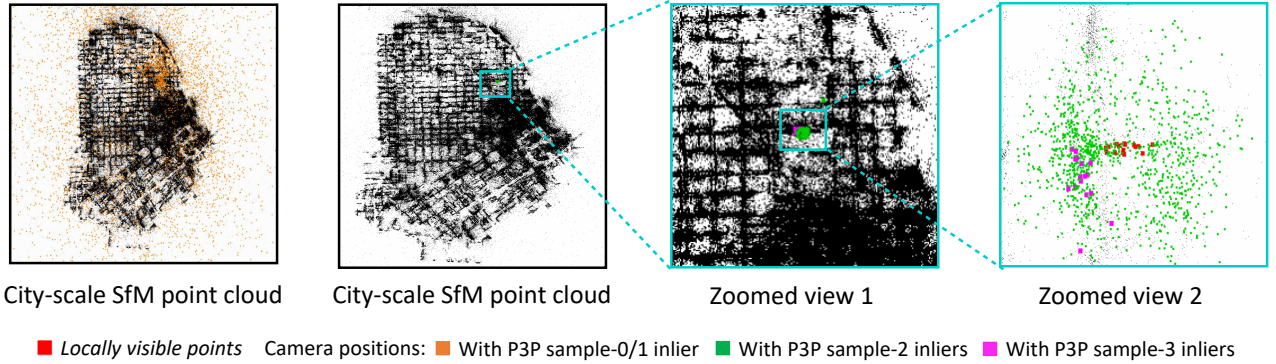 City-scale SfM point cloud
City-scale SfM point cloud
Zoomed view 1
Zoomed view 2
Locally visible points Camera positions: With P3P sample-0/1 inlier With P3P sample-2 inliers With P3P sample-3 inliers